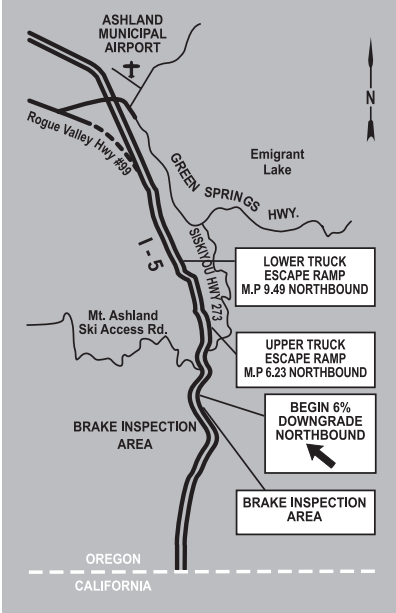 ASHLAND
MUNICIPAL
AIRPORT
N
Rogue Valley Hwy #99
GREEN SPRINGS HWY.
Emigrant
Lake
SISKIYOU HWY 273
I - 5
LOWER TRUCK
ESCAPE RAMP
M.P 9.49 NORTHBOUND
Mt. Ashland
Ski Access Rd.
UPPER TRUCK
ESCAPE RAMP
M.P 6.23 NORTHBOUND
BEGIN 6%
DOWNGRADE
NORTHBOUND
BRAKE INSPECTION
AREA
BRAKE INSPECTION
AREA
OREGON
CALIFORNIA